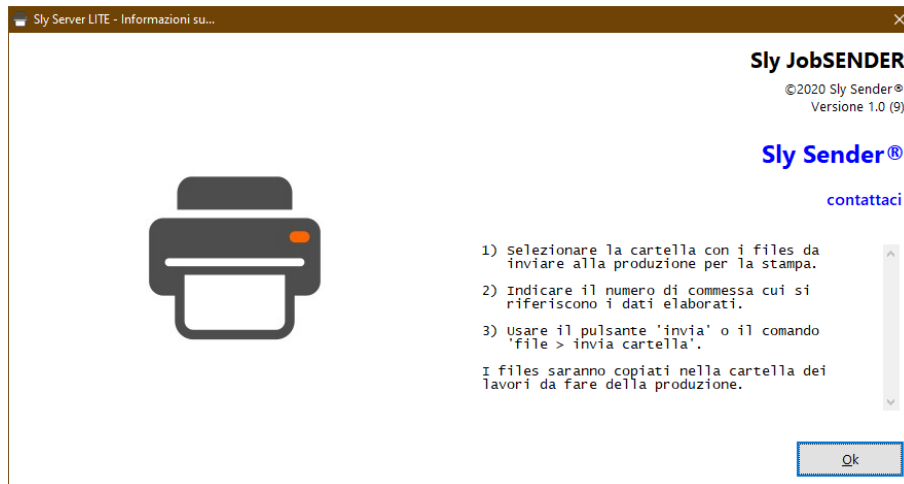 Sly Server LITE - Informazioni su...
Sly JobSENDER
©2020 Sly Sender®
Versione 1.0 (9)
Sly Sender®
contattaci
1) Selezionare la cartella con i files da
inviare alla produzione per la stampa.
2) Indicare il numero di commessa cui si
riferiscono i dati elaborati.
3) Usare il pulsante 'invia' o il comando
'file > invia cartella'.
I files saranno copiati nella cartella dei
lavori da fare della produzione.
Ok